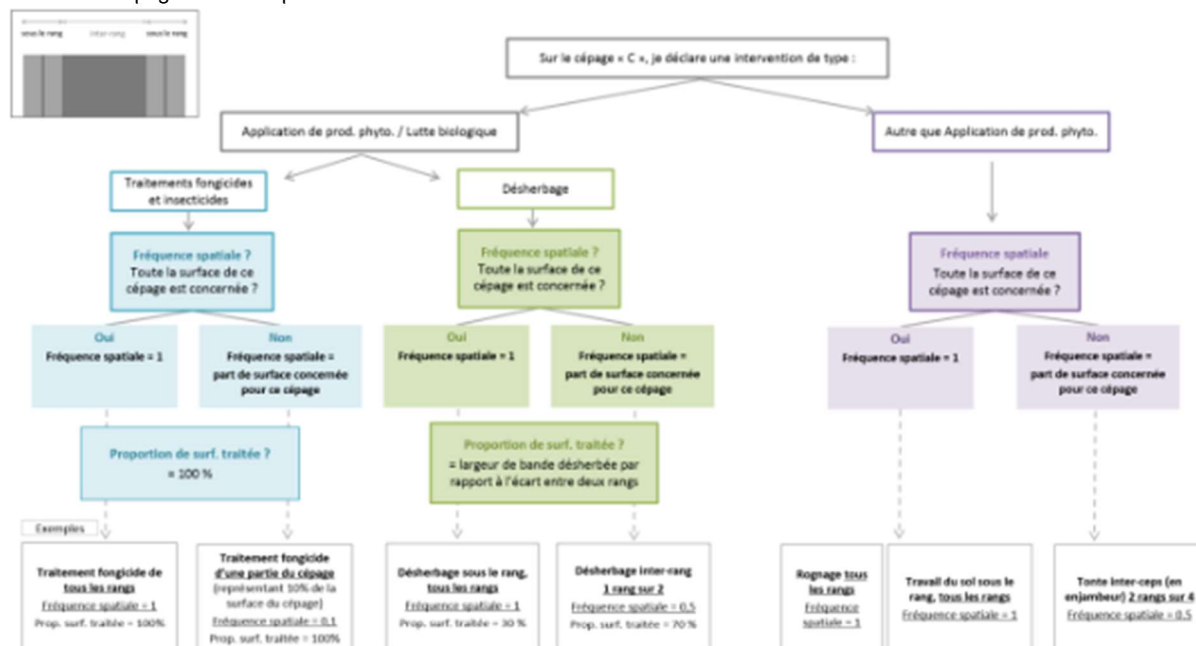 sous le rang inter-rang sous le rang
Sur le cépage « C », je déclare une intervention de type :
Application de prod. phyto. / Lutte biologique
Autre que Application de prod. phyto.
Traitements fongicides
et insecticides
Désherbage
Fréquence spatiale ?
Toute la surface de ce
cépage est concernée ?
Fréquence spatiale ?
Toute la surface de ce
cépage est concernée ?
Fréquence spatiale
Toute la surface de ce
cépage est concernée ?
Oui
Fréquence spatiale = 1
Non
Fréquence spatiale =
part de surface concernée
pour ce cépage
Oui
Fréquence spatiale = 1
Non
Fréquence spatiale =
part de surface concernée
pour ce cépage
Oui
Fréquence spatiale = 1
Non
Fréquence spatiale =
part de surface concernée
pour ce cépage
Proportion de surf. traitée ?
= 100 %
Proportion de surf. traitée ?
= largeur de bande désherbée par
rapport à l'écart entre deux rangs
Exemples
Traitement fongicide de
tous les rangs
Fréquence spatiale = 1
Prop. surf. traitée = 100%
Traitement fongicide
d'une partie du cépage
(représentant 10% de la
surface du cépage)
Fréquence spatiale = 0,1
Prop. surf. traitée = 100%
Désherbage sous le rang,
tous les rangs
Fréquence spatiale = 1
Prop. surf. traitée = 30 %
Désherbage inter-rang
1 rang sur 2
Fréquence spatiale = 0,5
Prop. surf. traitée = 70 %
Rognage tous
les rangs
Fréquence
spatiale = 1
Travail du sol sous le
rang, tous les rangs
Fréquence spatiale = 1
Tonte inter-ceps (en
enjambeur) 2 rangs sur 4
Fréquence spatiale = 0,5